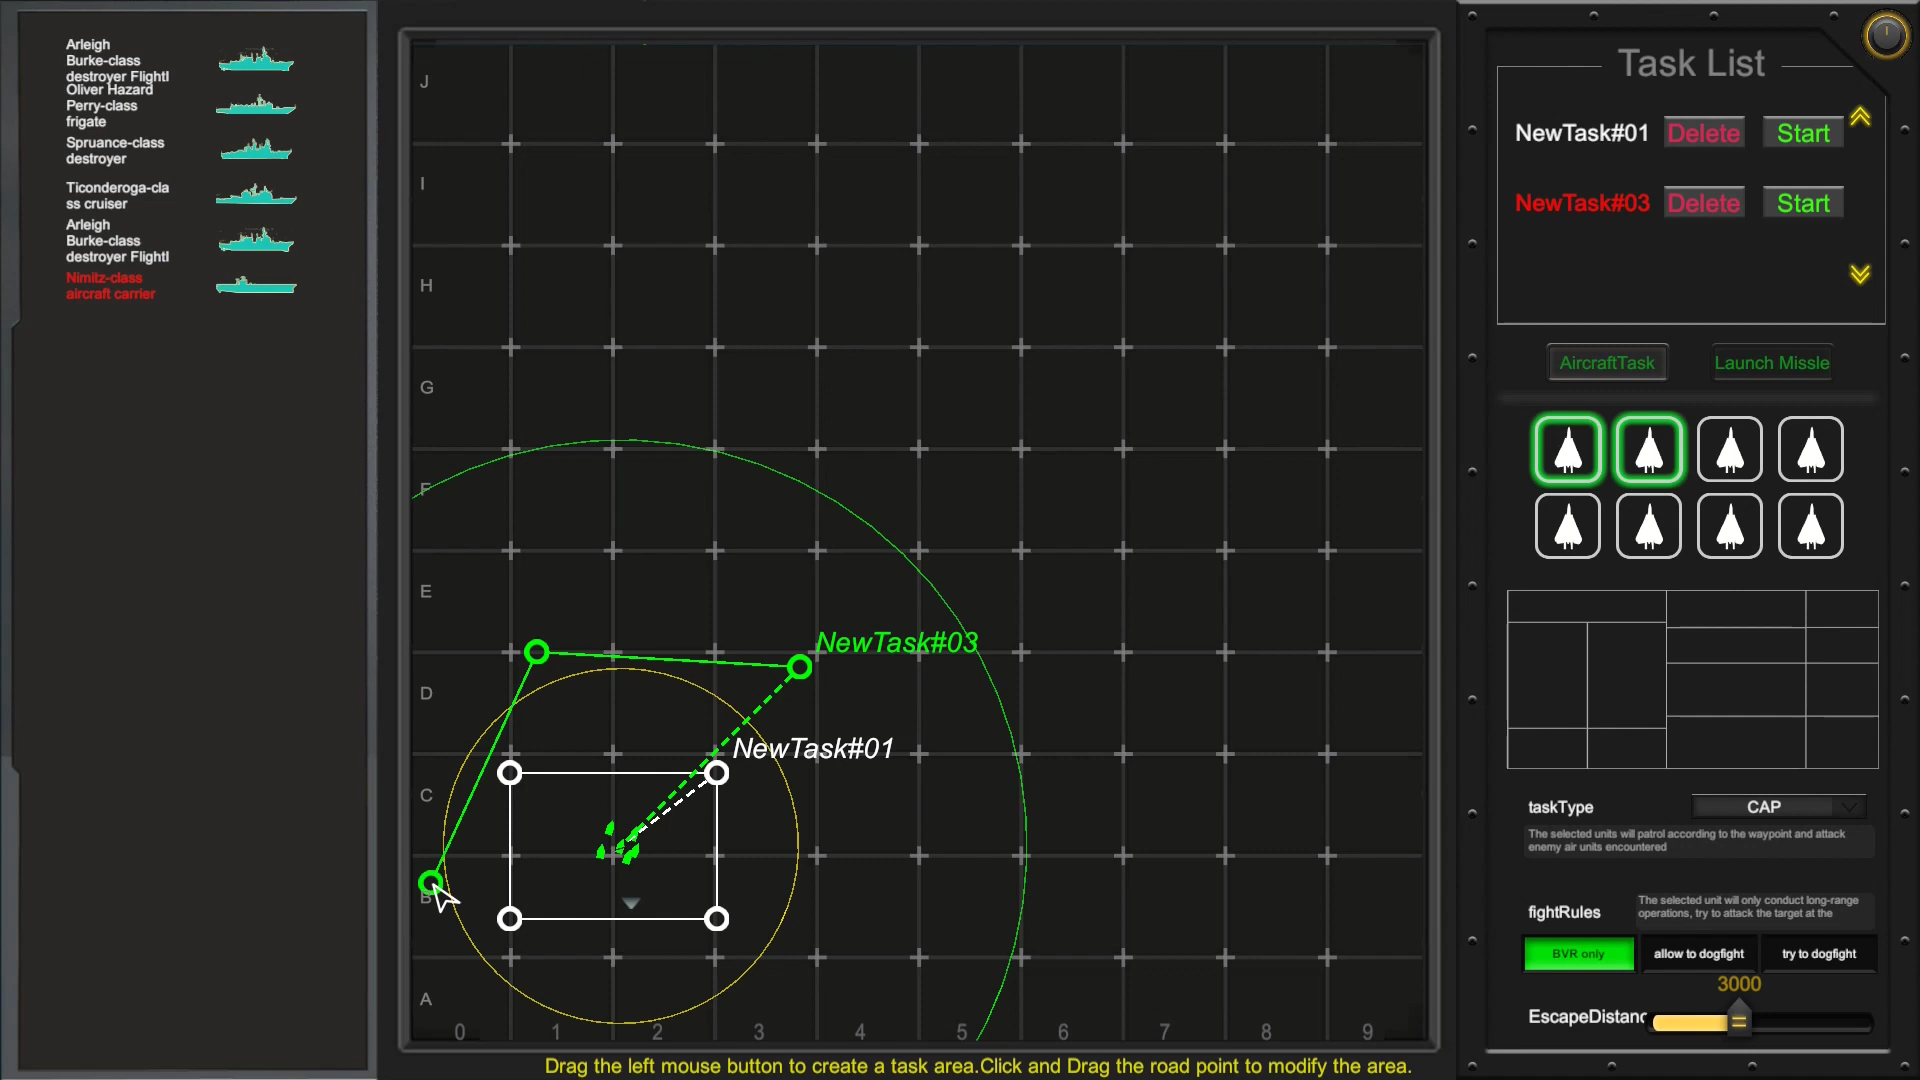 Arleigh
Burke-class
destroyer FlightI
Oliver Hazard
Perry-class
frigate
Spruance-class
destroyer
Ticonderoga-cla
ss cruiser
Arleigh
Burke-class
destroyer FlightI
Nimitz-class
aircraft carrier
J
I
H
G
F
E
D
C
B
A
0 1 2 3 4 5 6 7 8 9
NewTask#03
NewTask#01
Drag the left mouse button to create a task area.Click and Drag the road point to modify the area.
Task List
NewTask#01 Delete Start
NewTask#03 Delete Start
AircraftTask Launch Missle
taskType CAP
The selected units will patrol according to the waypoint and attack
enemy air units encountered
fightRules
The selected unit will only conduct long-range
operations, try to attack the target at the
BVR only allow to dogfight try to dogfight
3000
EscapeDistanc